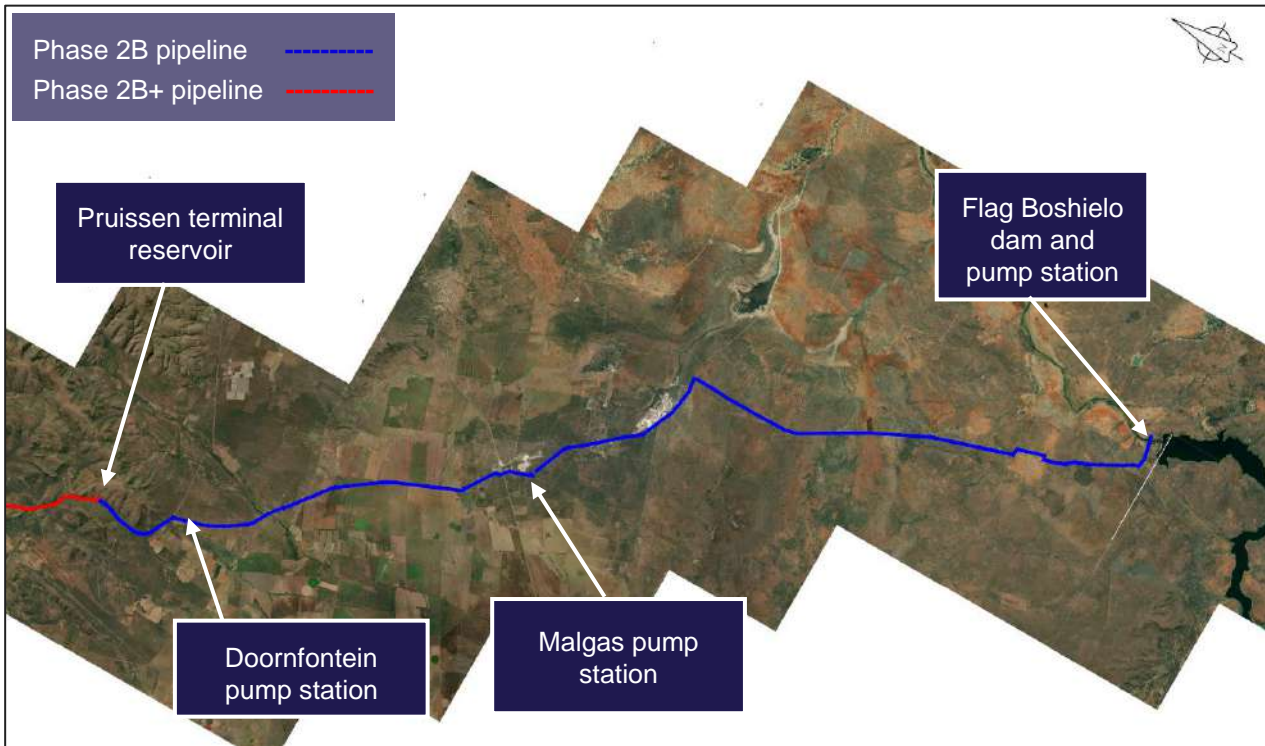 Phase 2B pipeline
Phase 2B+ pipeline
Pruissen terminal
reservoir
Flag Boshielo
dam and
pump station
Doornfontein
pump station
Malgas pump
station